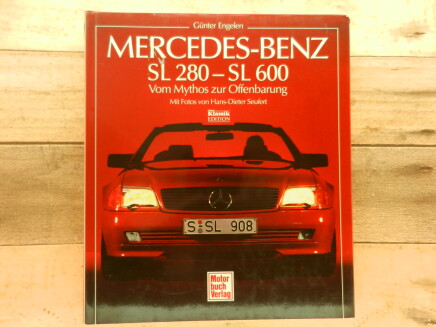 Günter Engelen
MERCEDES-BENZ
SL 280 – SL 600
Vom Mythos zur Offenbarung
Mit Fotos von Hans-Dieter Seufert
Klassik
EDITION
S SL 908
Motor
buch
Verlag